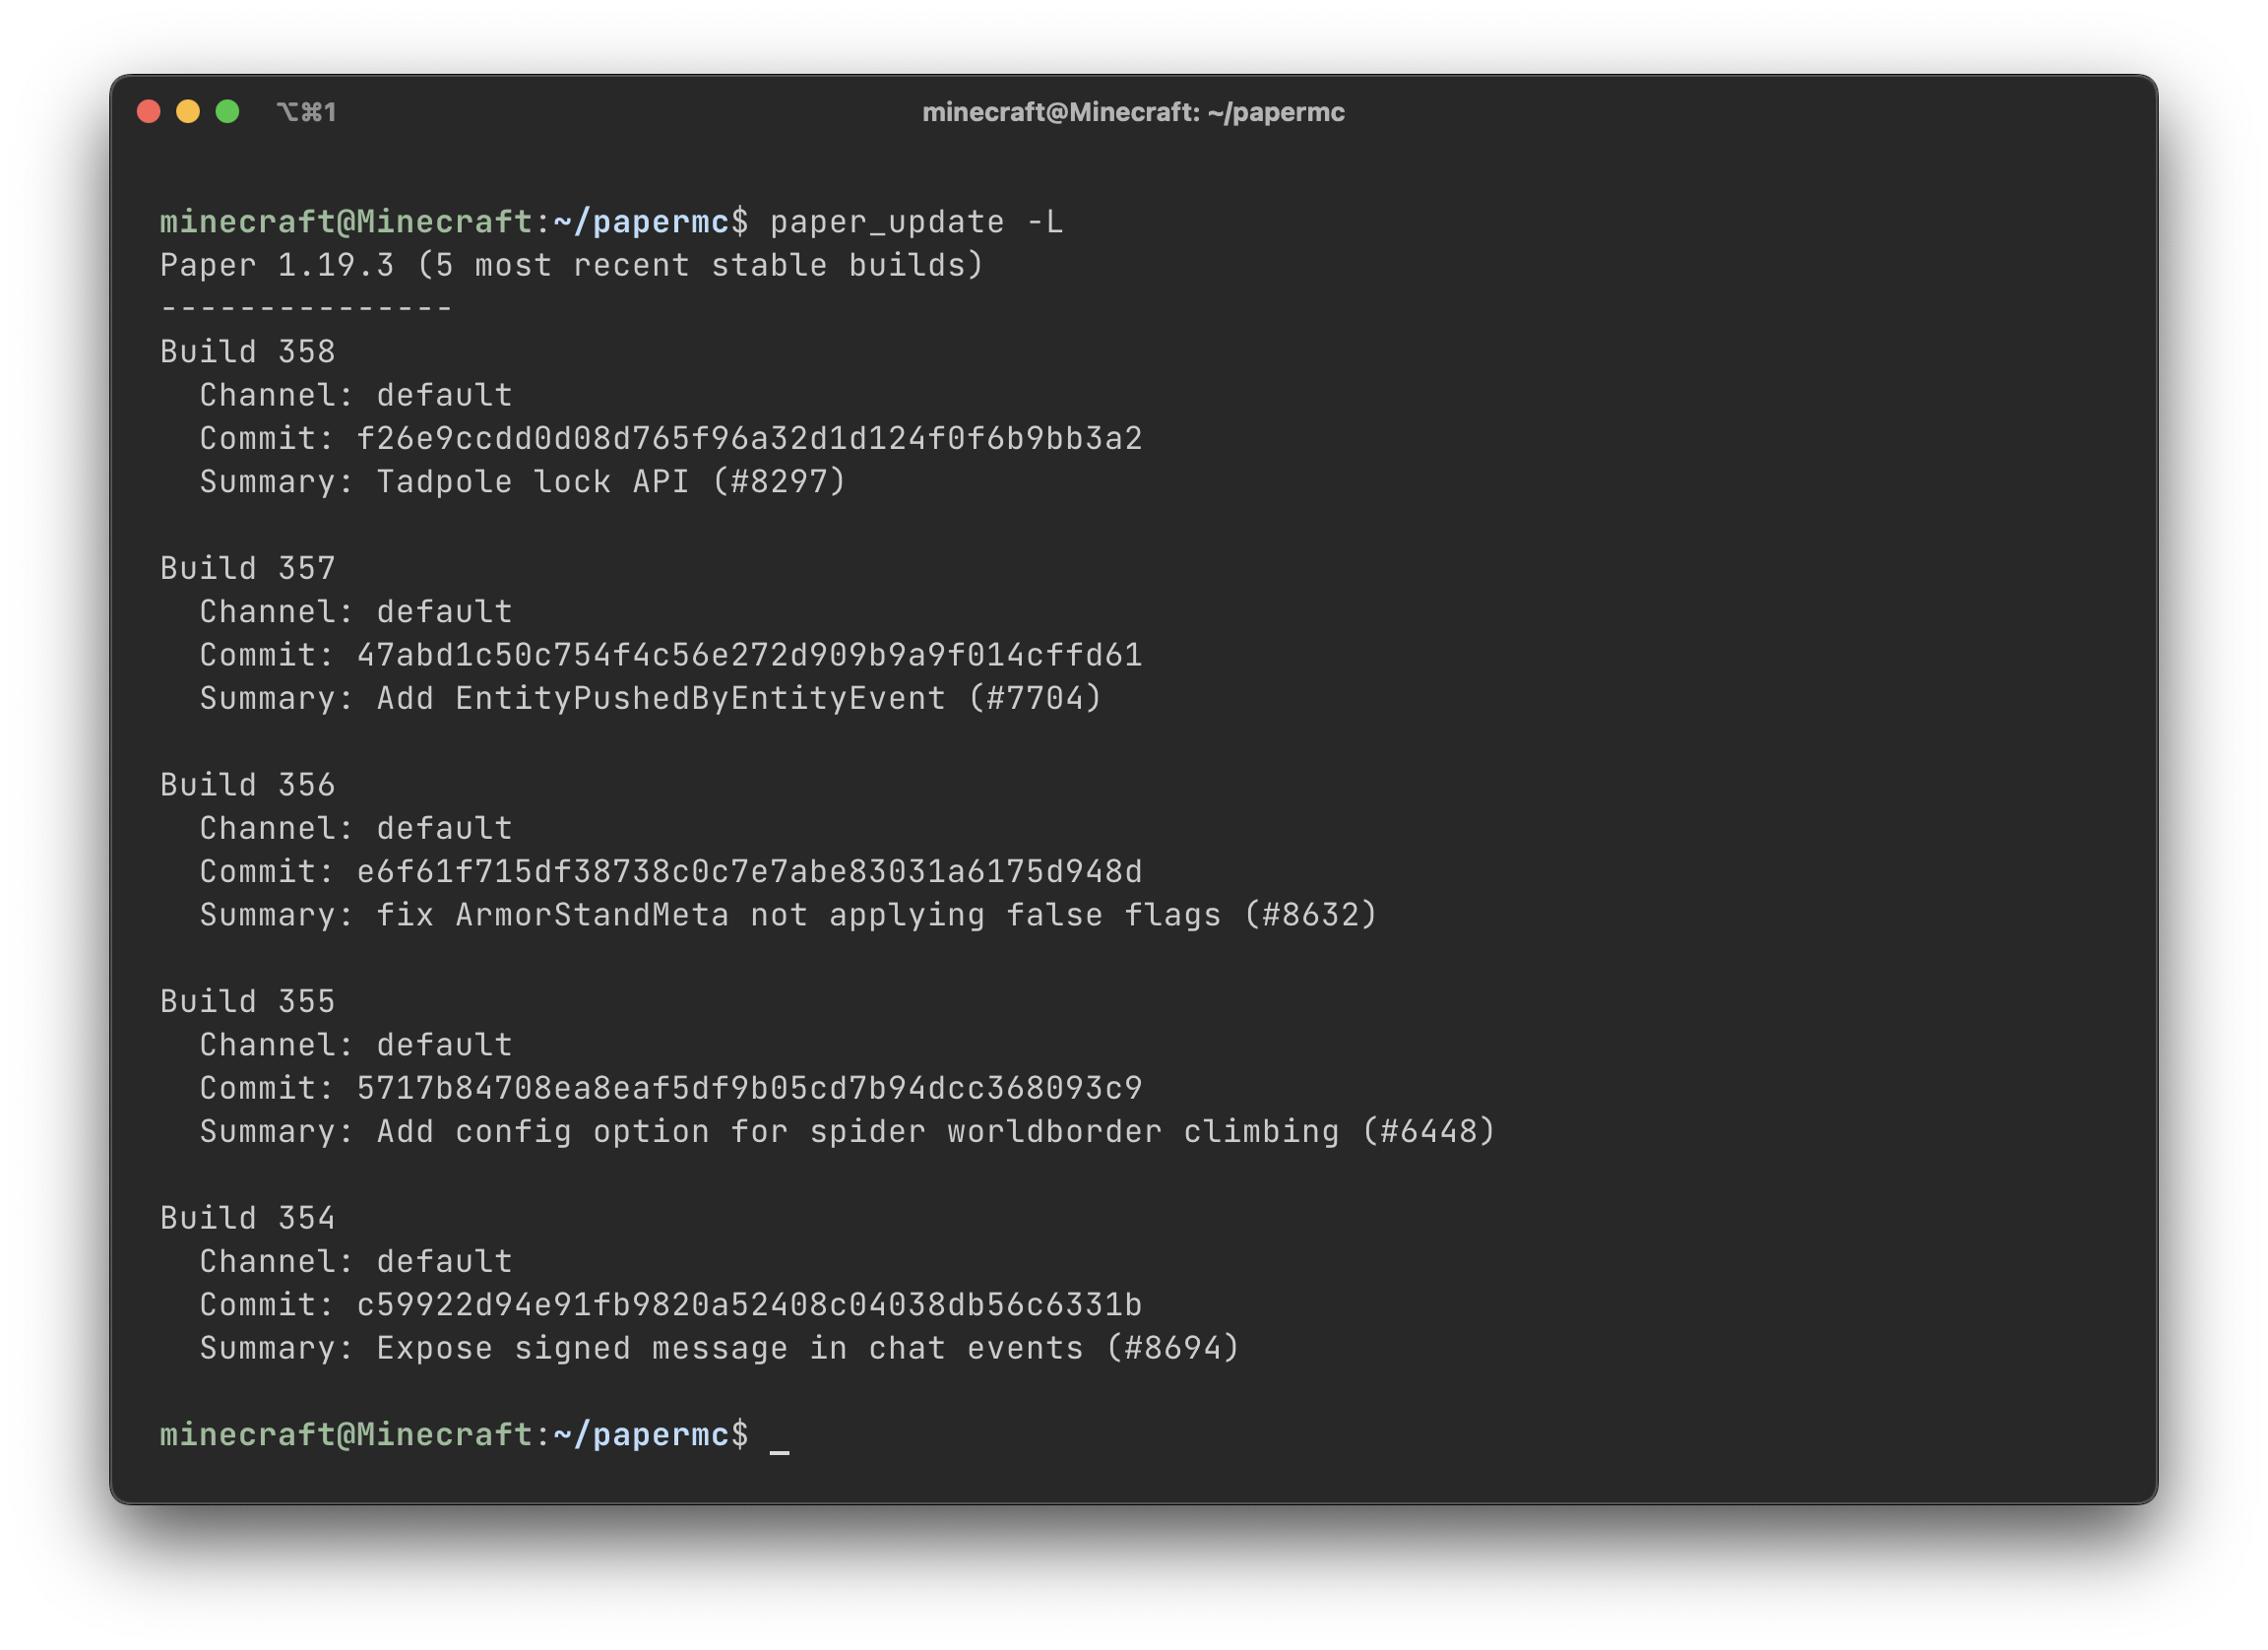 ⌥⌘1
minecraft@Minecraft: ~/papermc
minecraft@Minecraft:~/papermc$ paper_update -L
Paper 1.19.3 (5 most recent stable builds)
---------------
Build 358
  Channel: default
  Commit: f26e9ccdd0d08d765f96a32d1d124f0f6b9bb3a2
  Summary: Tadpole lock API (#8297)

Build 357
  Channel: default
  Commit: 47abd1c50c754f4c56e272d909b9a9f014cffd61
  Summary: Add EntityPushedByEntityEvent (#7704)

Build 356
  Channel: default
  Commit: e6f61f715df38738c0c7e7abe83031a6175d948d
  Summary: fix ArmorStandMeta not applying false flags (#8632)

Build 355
  Channel: default
  Commit: 5717b84708ea8eaf5df9b05cd7b94dcc368093c9
  Summary: Add config option for spider worldborder climbing (#6448)

Build 354
  Channel: default
  Commit: c59922d94e91fb9820a52408c04038db56c6331b
  Summary: Expose signed message in chat events (#8694)

minecraft@Minecraft:~/papermc$ _